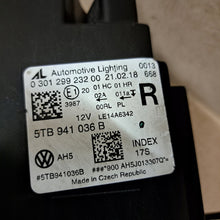 AL Automotive Lighting 0013
0 301 299 232 00 21.02.18 668
E 20 01 HC 01 HR
3987 02A
00RL PL
R
12V LE14A6342
5TB 941 036 B
AHS INDEX
17S
#5TB941036B
Made in Czech Republic